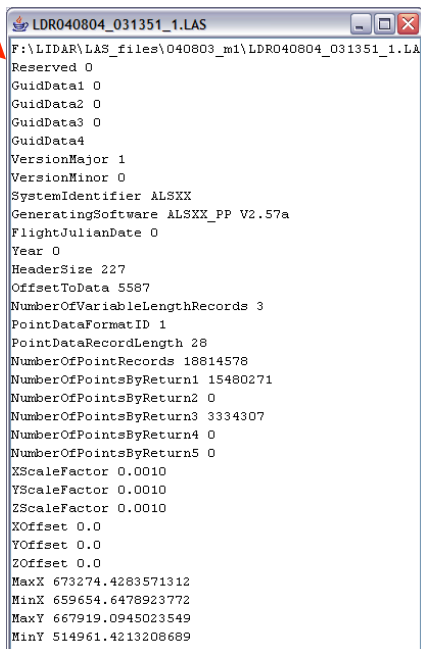 LDR040804_031351_1.LAS
F:\LIDAR\LAS_files\040803_m1\LDR040804_031351_1.LA
Reserved 0
GuidData1 0
GuidData2 0
GuidData3 0
GuidData4
VersionMajor 1
VersionMinor 0
SystemIdentifier ALSXX
GeneratingSoftware ALSXX_PP V2.57a
FlightJulianDate 0
Year 0
HeaderSize 227
OffsetToData 5587
NumberOfVariableLengthRecords 3
PointDataFormatID 1
PointDataRecordLength 28
NumberOfPointRecords 18814578
NumberOfPointsByReturn1 15480271
NumberOfPointsByReturn2 0
NumberOfPointsByReturn3 3334307
NumberOfPointsByReturn4 0
NumberOfPointsByReturn5 0
XScaleFactor 0.0010
YScaleFactor 0.0010
ZScaleFactor 0.0010
XOffset 0.0
YOffset 0.0
ZOffset 0.0
MaxX 673274.4283571312
MinX 659654.6478923772
MaxY 667919.0945023549
MinY 514961.4213208689